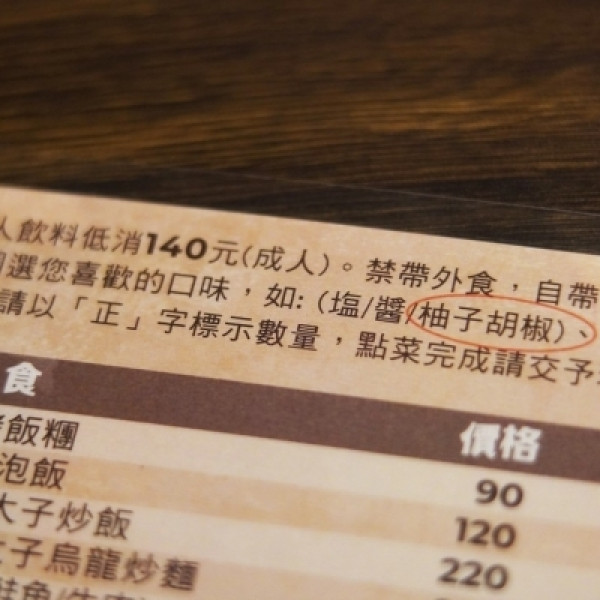 人飲料低消140元(成人)。禁帶外食,自帶
選您喜歡的口味,如:(塩/醬/柚子胡椒)、
請以「正」字標示數量,點菜完成請交予
食 價格
飯糰 90
泡飯 120
大子炒飯 220
子烏龍炒麵